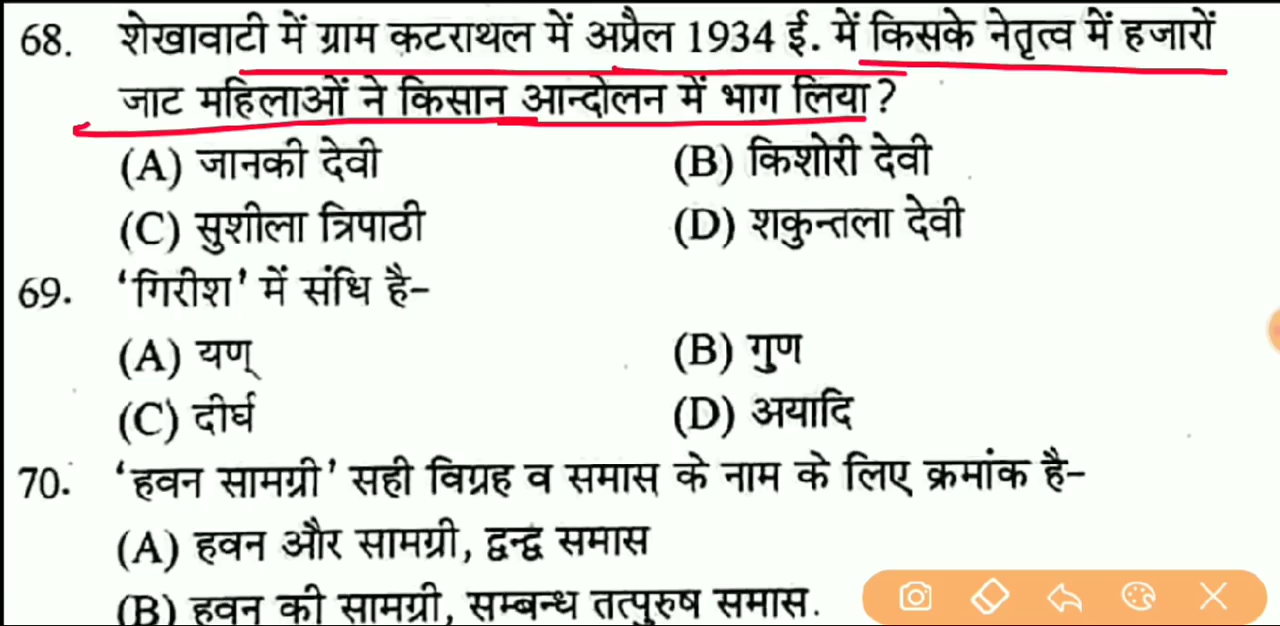 68. शेखावाटी में ग्राम कटराथल में अप्रैल 1934 ई. में किसके नेतृत्व में हजारों
जाट महिलाओं ने किसान आन्दोलन में भाग लिया?
(A) जानकी देवी (B) किशोरी देवी
(C) सुशीला त्रिपाठी (D) शकुन्तला देवी
69. ‘गिरीश’ में संधि है-
(A) यण् (B) गुण
(C) दीर्घ (D) अयादि
70. ‘हवन सामग्री’ सही विग्रह व समास के नाम के लिए क्रमांक है-
(A) हवन और सामग्री, द्वन्द्व समास
(B) हवन की सामग्री, सम्बन्ध तत्पुरुष समास.